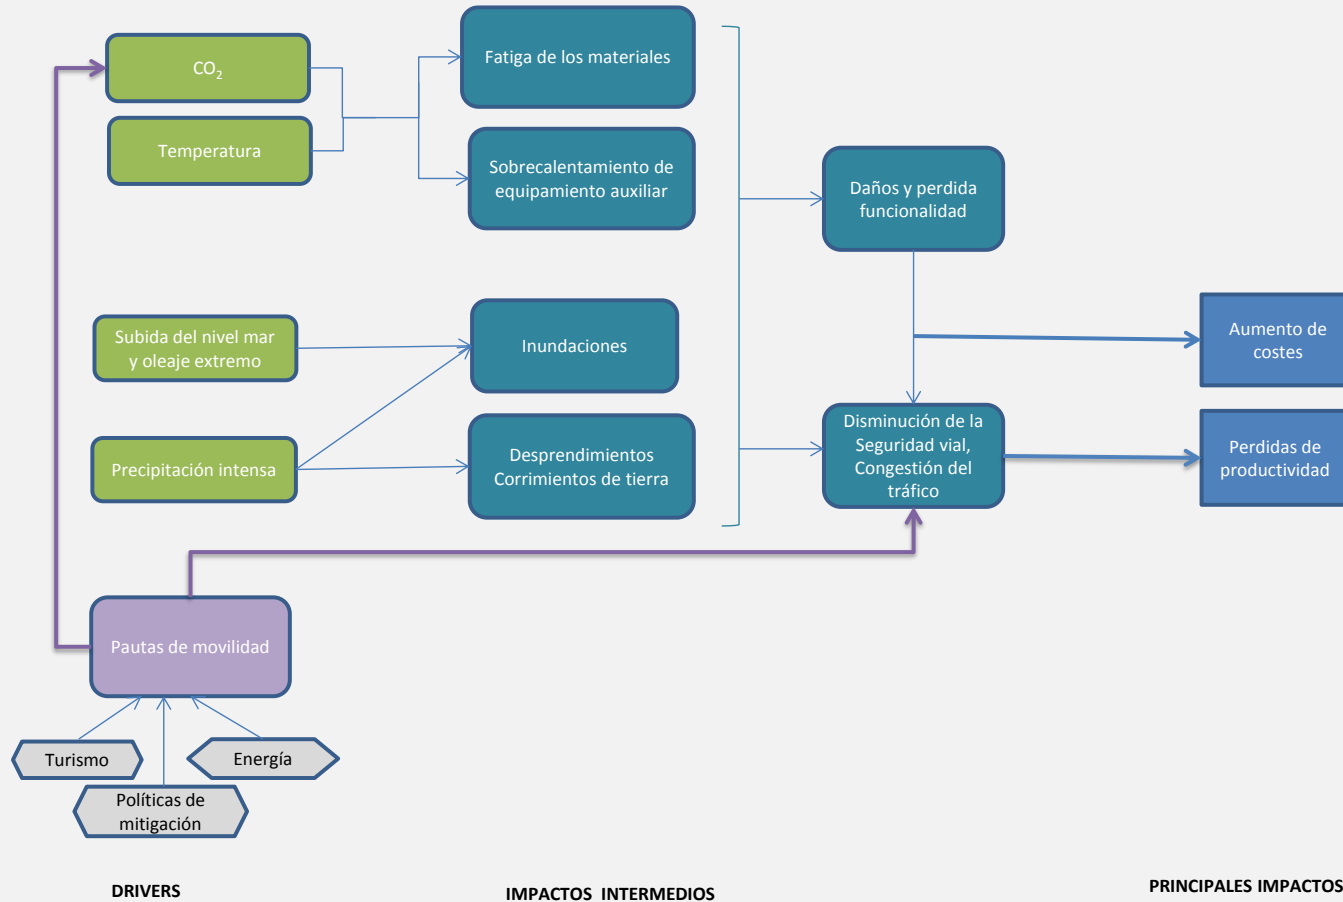 CO2
Temperatura
Subida del nivel mar
y oleaje extremo
Precipitación intensa
Pautas de movilidad
Turismo
Energía
Políticas de
mitigación
DRIVERS
Fatiga de los materiales
Sobrecalentamiento de
equipamiento auxiliar
Inundaciones
Desprendimientos
Corrimientos de tierra
Daños y perdida
funcionalidad
Disminución de la
Seguridad vial,
Congestión del
tráfico
IMPACTOS INTERMEDIOS
Aumento de
costes
Perdidas de
productividad
PRINCIPALES IMPACTOS